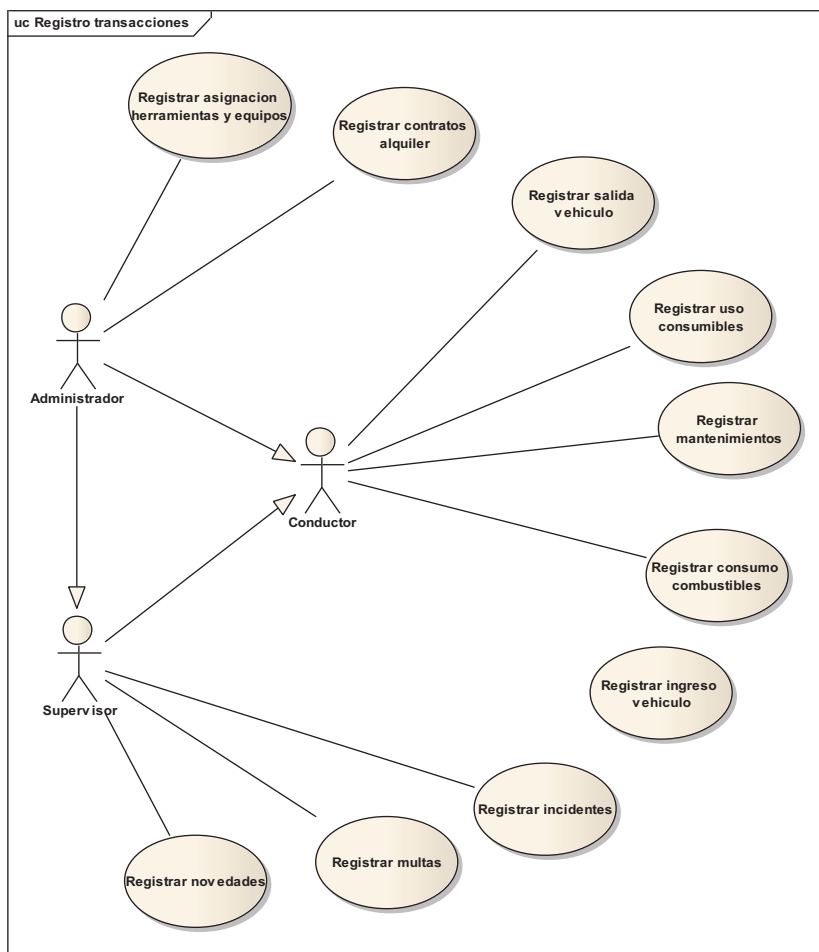 uc Registro transacciones
Registrar asignacion
herramientas y equipos
Registrar contratos
alquiler
Registrar salida
vehiculo
Registrar uso
consumibles
Administrador
Registrar
mantenimientos
Conductor
Registrar consumo
combustibles
Registrar ingreso
vehiculo
Supervisor
Registrar incidentes
Registrar multas
Registrar novedades